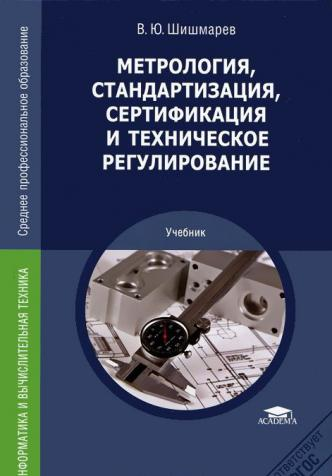 В. Ю. Шишмарев
МЕТРОЛОГИЯ,
СТАНДАРТИЗАЦИЯ,
СЕРТИФИКАЦИЯ
И ТЕХНИЧЕСКОЕ
РЕГУЛИРОВАНИЕ
Учебник
Среднее профессиональное образование
ИНФОРМАТИКА И ВЫЧИСЛИТЕЛЬНАЯ ТЕХНИКА
ACADEMA